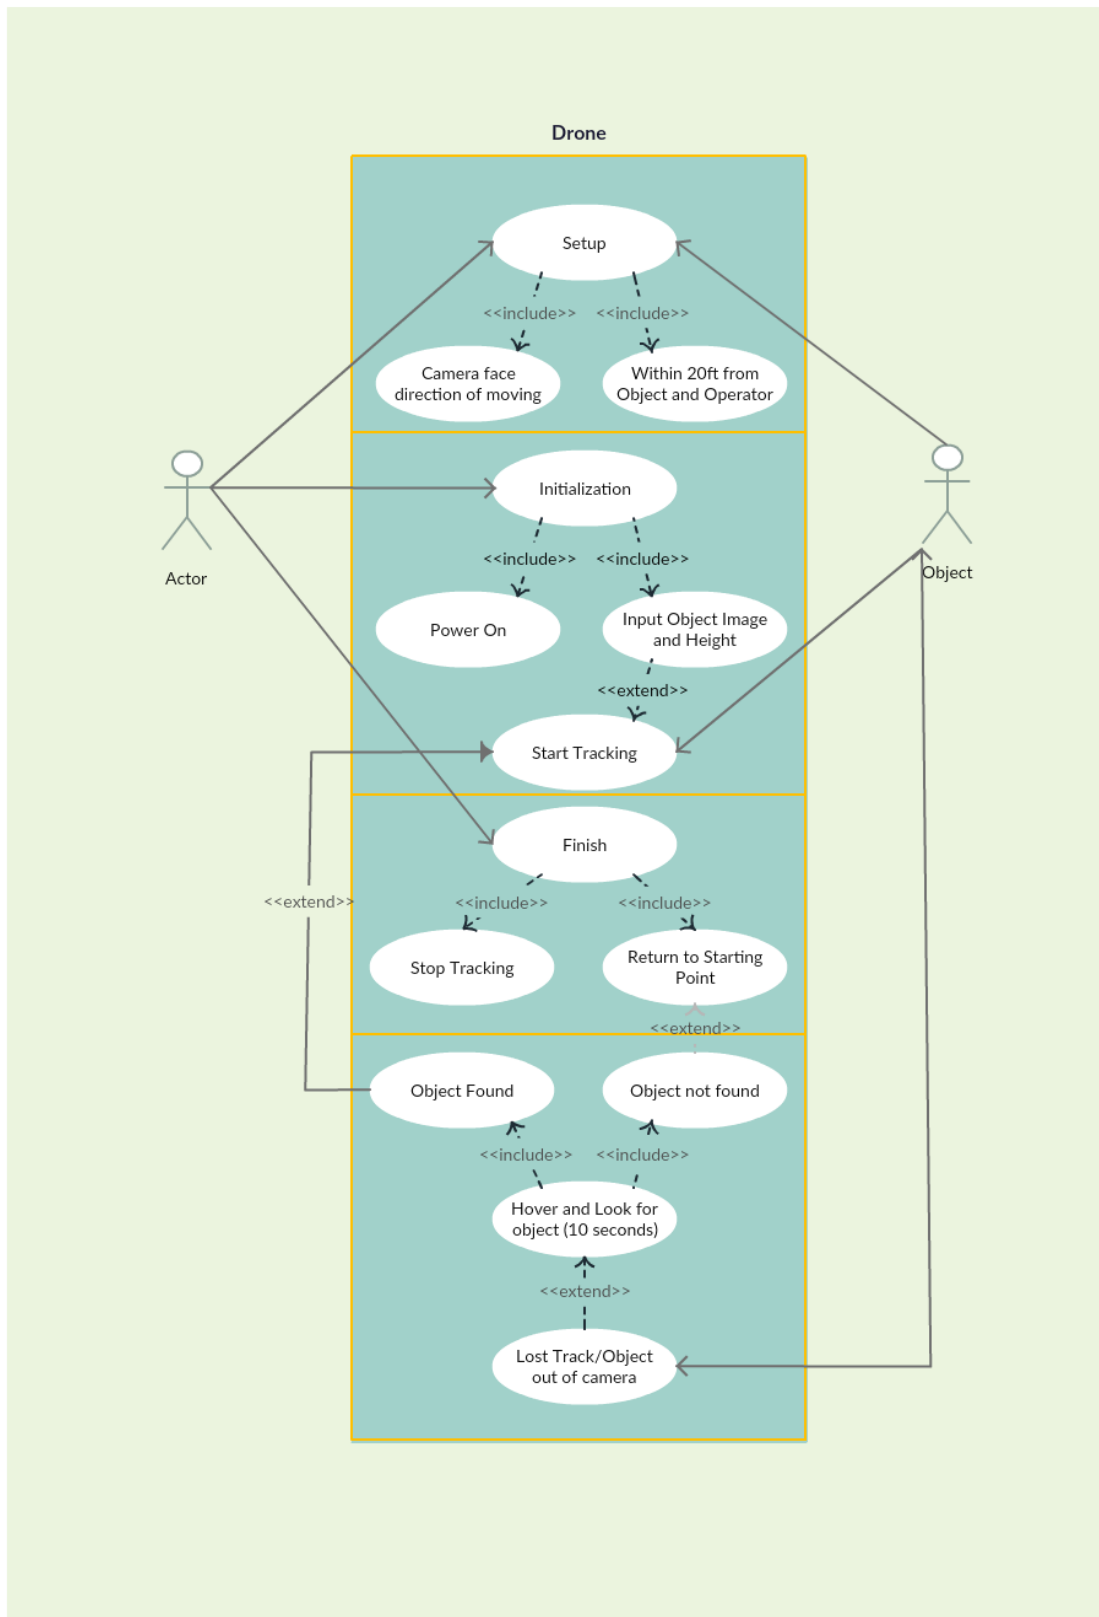 Drone
Setup
<<include>>
<<include>>
Camera face
direction of moving
Within 20ft from
Object and Operator
Actor
Object
Initialization
<<include>>
<<include>>
Power On
Input Object Image
and Height
<<extend>>
Start Tracking
Finish
<<extend>>
<<include>>
<<include>>
Stop Tracking
Return to Starting
Point
<<extend>>
Object Found
Object not found
<<include>>
<<include>>
Hover and Look for
object (10 seconds)
<<extend>>
Lost Track/Object
out of camera